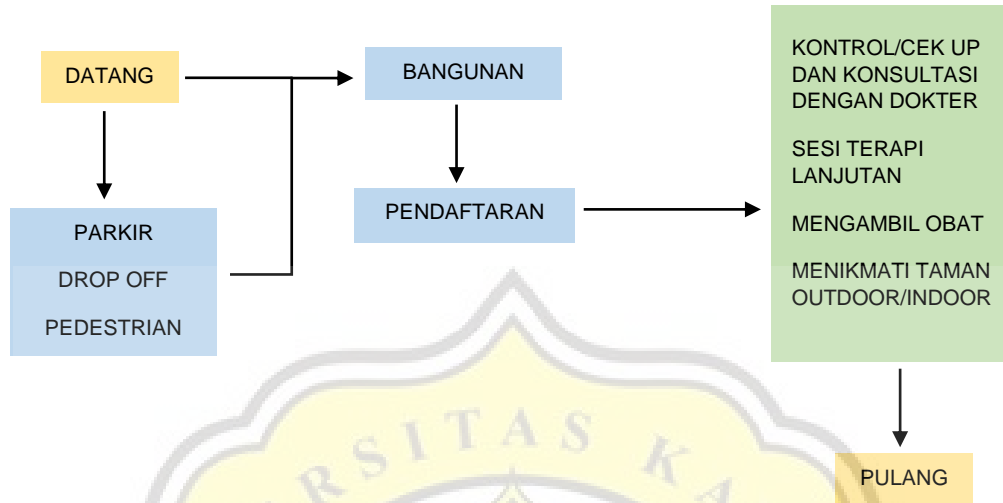 DATANG
BANGUNAN
PARKIR
DROP OFF
PEDESTRIAN
PENDAFTARAN
KONTROL/CEK UP
DAN KONSULTASI
DENGAN DOKTER
SESI TERAPI
LANJUTAN
MENGAMBIL OBAT
MENIKMATI TAMAN
OUTDOOR/INDOOR
PULANG